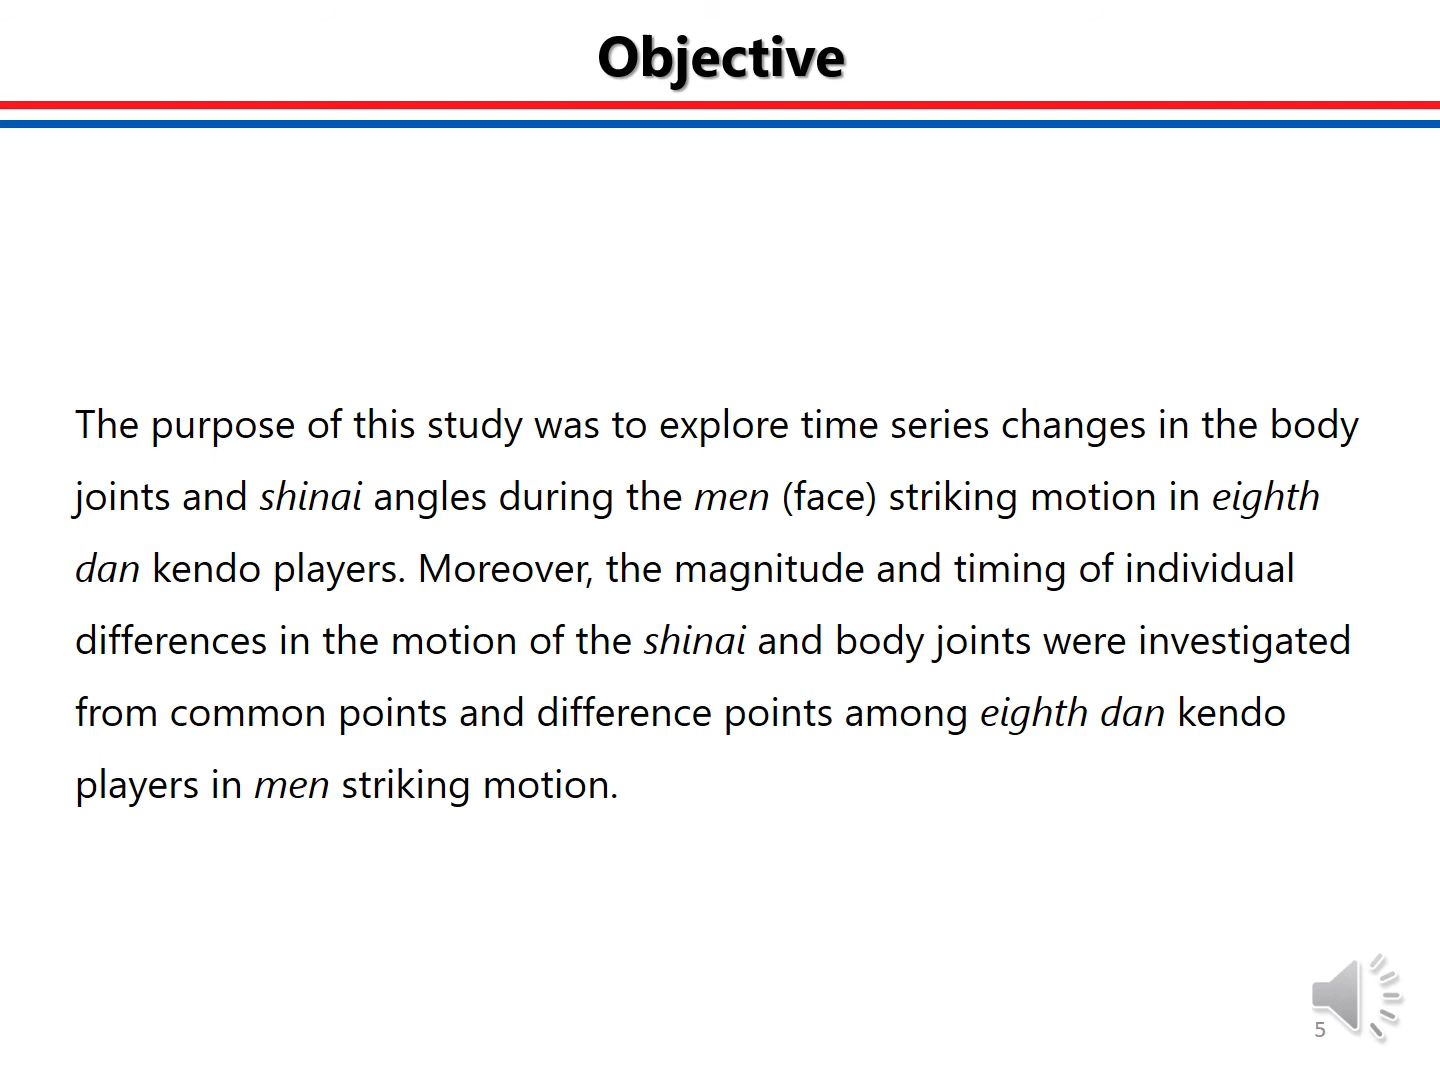 Objective
The purpose of this study was to explore time series changes in the body
joints and shinai angles during the men (face) striking motion in eighth
dan kendo players. Moreover, the magnitude and timing of individual
differences in the motion of the shinai and body joints were investigated
from common points and difference points among eighth dan kendo
players in men striking motion.
5